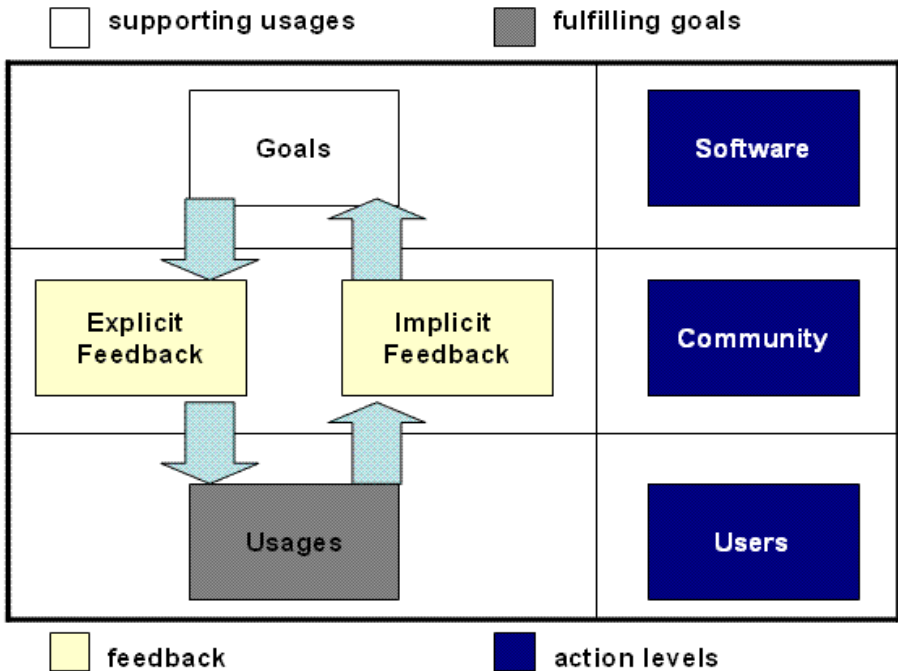 supporting usages
fulfilling goals
Goals
Software
Explicit
Feedback
Implicit
Feedback
Community
Usages
Users
feedback
action levels